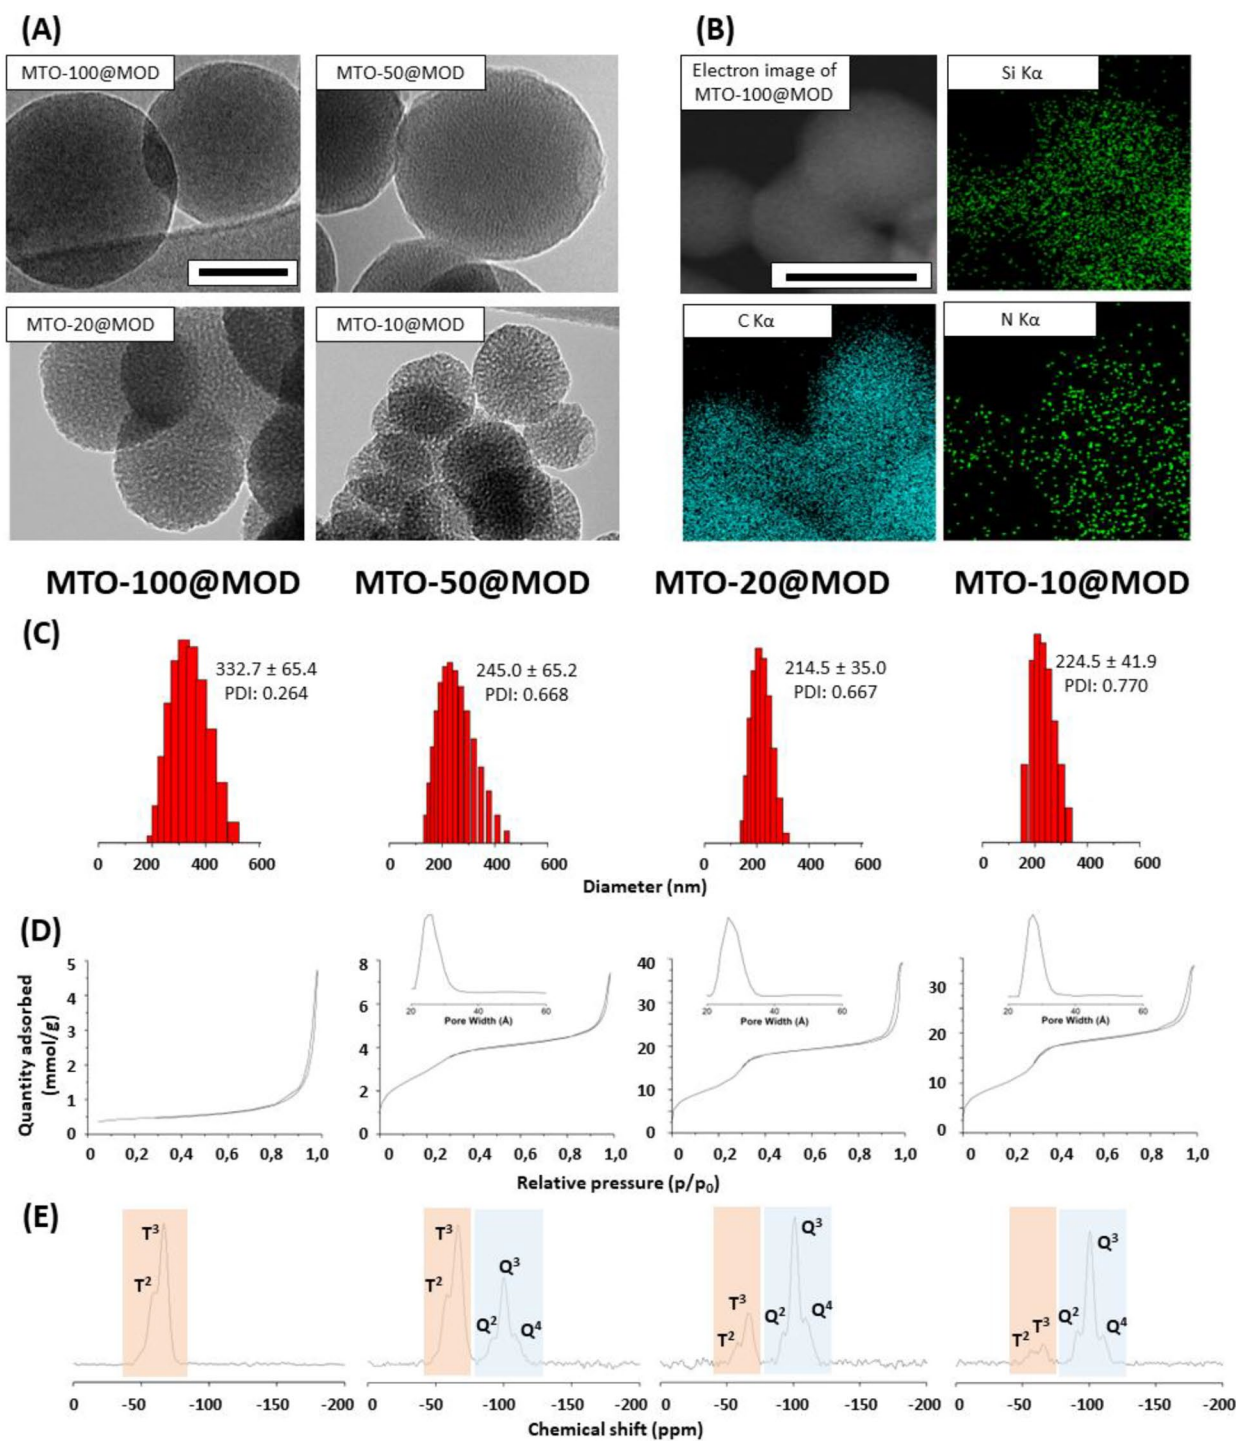 (A)
(B)
MTO-100@MOD
MTO-50@MOD
Electron image of
MTO-100@MOD
Si Kα
MTO-20@MOD
MTO-10@MOD
C Kα
N Kα
MTO-100@MOD
MTO-50@MOD
MTO-20@MOD
MTO-10@MOD
(C)
332.7 ± 65.4
PDI: 0.264
245.0 ± 65.2
PDI: 0.668
214.5 ± 35.0
PDI: 0.667
224.5 ± 41.9
PDI: 0.770
0 200 400 600
0 200 400 600
0 200 400 600
0 200 400 600
Diameter (nm)
(D)
Quantity adsorbed
(mmol/g)
5
4
3
2
1
0
0 0,2 0,4 0,6 0,8 1,0
8
6
4
2
0
20 40 60
Pore Width (Å)
0 0,2 0,4 0,6 0,8 1,0
40
30
20
10
0
20 40 60
Pore Width (Å)
0 0,2 0,4 0,6 0,8 1,0
30
20
10
0
20 40 60
Pore Width (Å)
0 0,2 0,4 0,6 0,8 1,0
Relative pressure (p/p₀)
(E)
T³
T²
0 -50 -100 -150 -200
T³
T²
Q³
Q²
Q⁴
0 -50 -100 -150 -200
T³
T²
Q³
Q²
Q⁴
0 -50 -100 -150 -200
T² T³
Q³
Q²
Q⁴
0 -50 -100 -150 -200
Chemical shift (ppm)